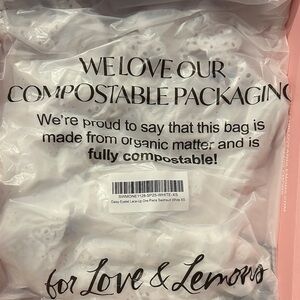 WE LOVE OUR
COMPOSTABLE PACKAGING
We're proud to say that this bag is
made from organic matter and is
fully compostable!
for Love & Lemons